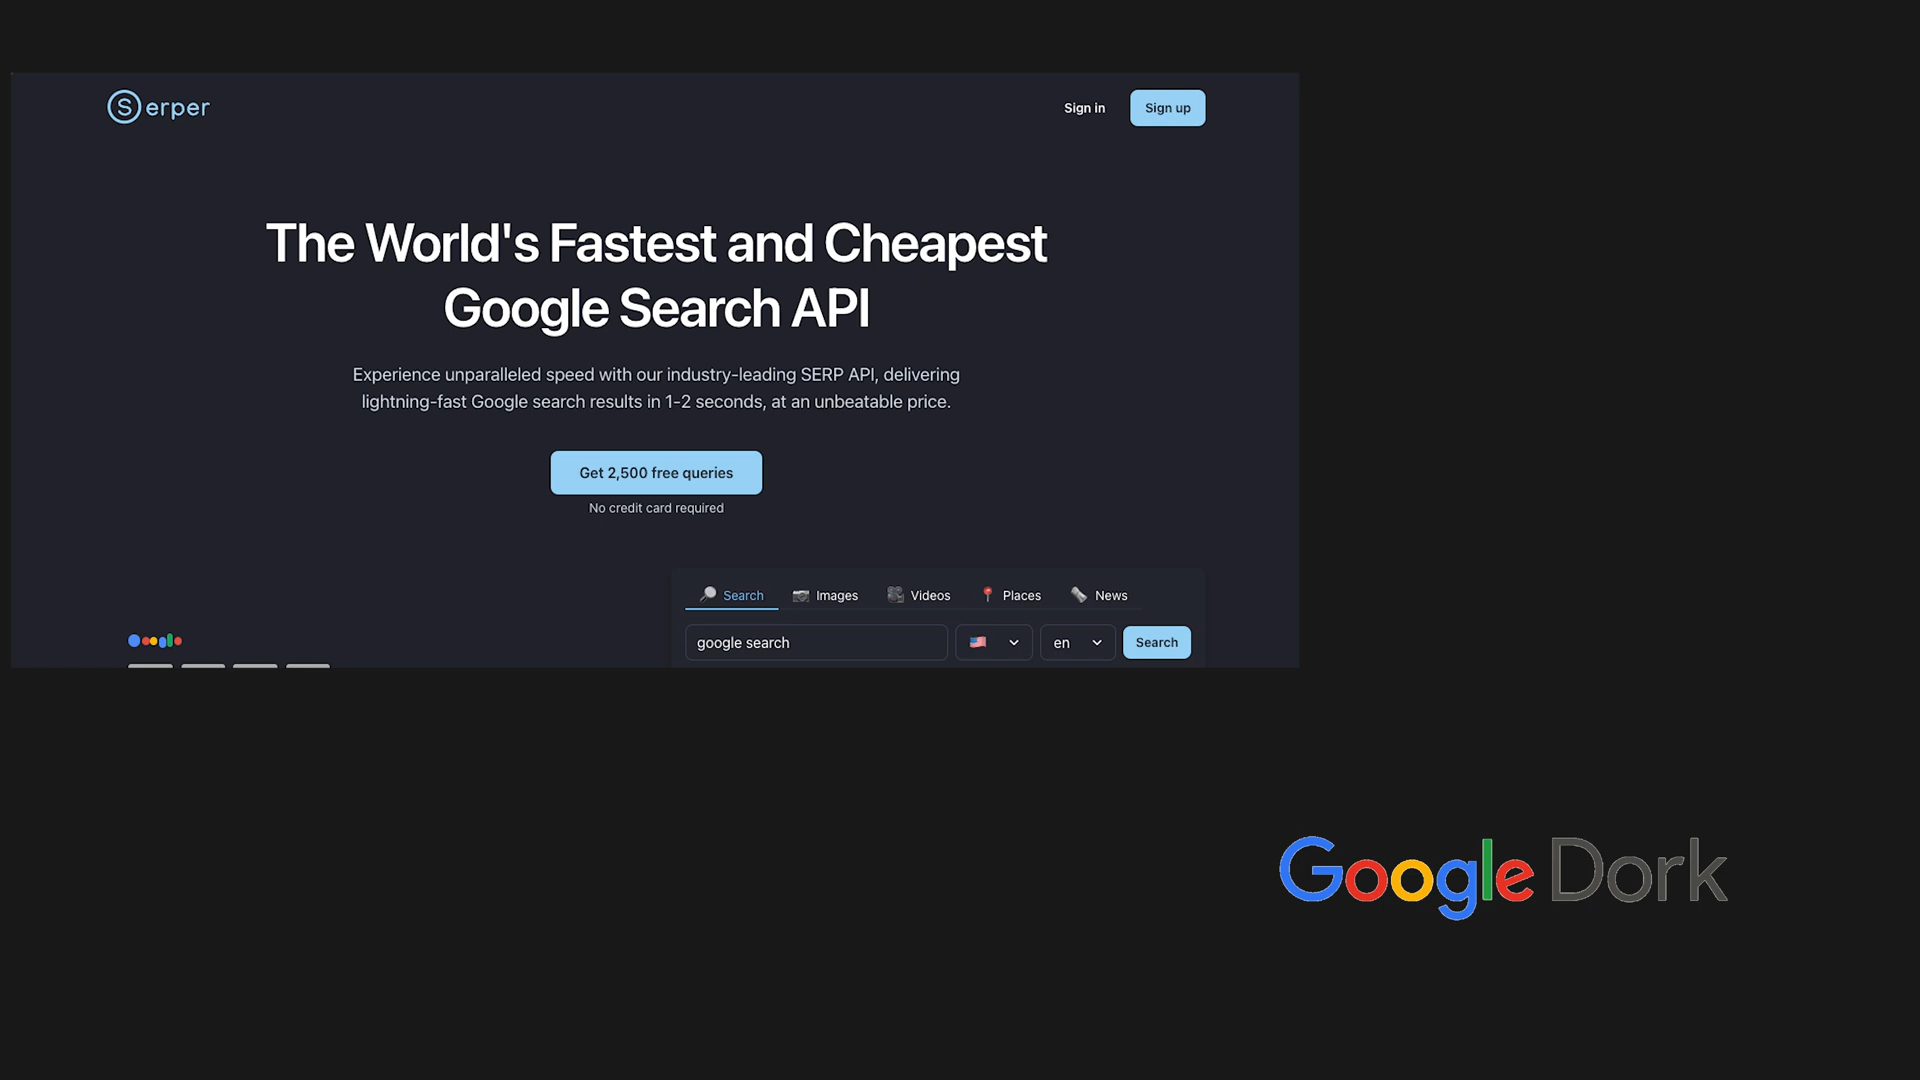 Serper
Sign in
Sign up
The World's Fastest and Cheapest
Google Search API
Experience unparalleled speed with our industry-leading SERP API, delivering
lightning-fast Google search results in 1-2 seconds, at an unbeatable price.
Get 2,500 free queries
No credit card required
Search
Images
Videos
Places
News
google search
en
Search
Google Dork